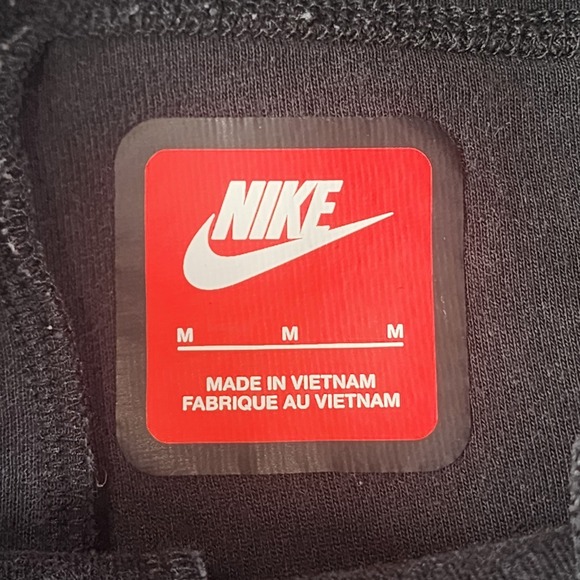 NIKE
M M M
MADE IN VIETNAM
FABRIQUE AU VIETNAM